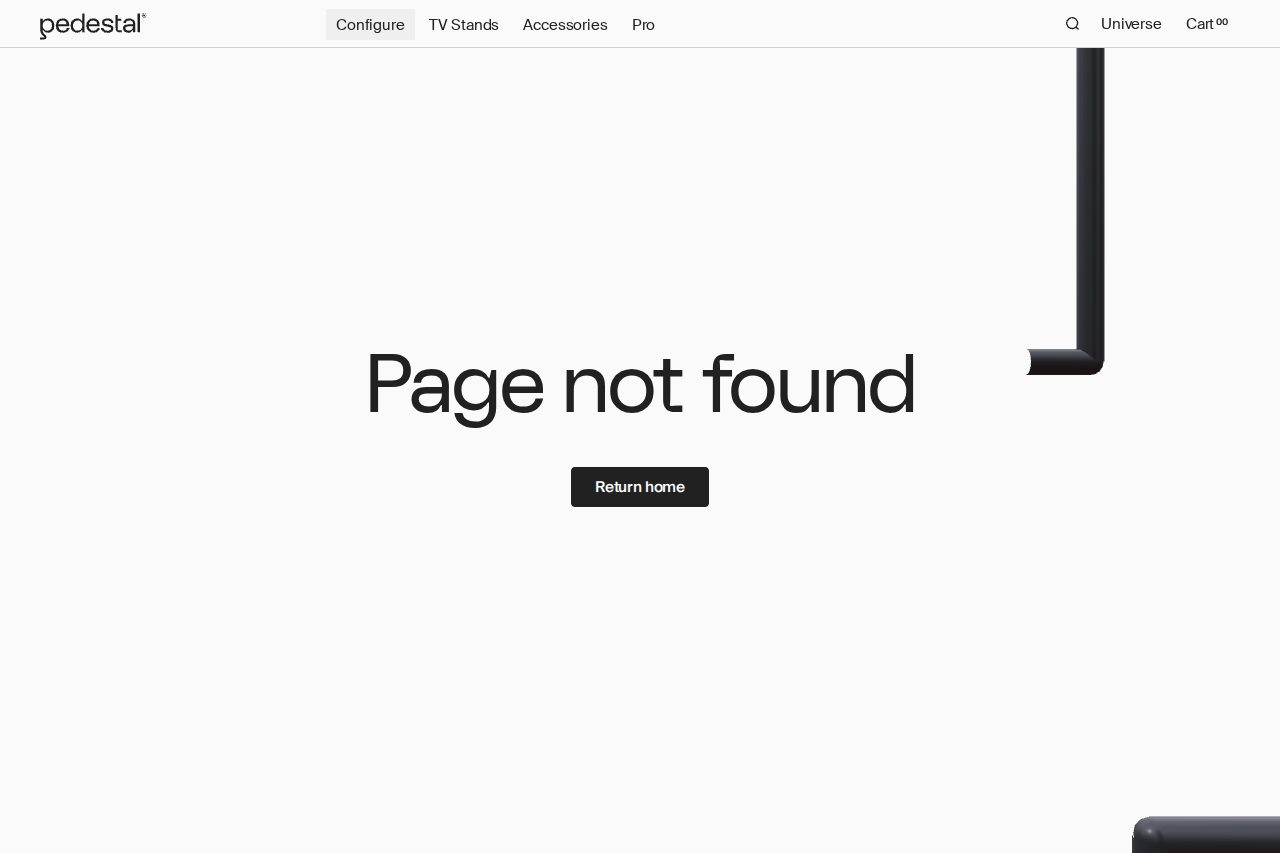 pedestal®
Configure
TV Stands
Accessories
Pro
Universe
Cart 00
Page not found
Return home